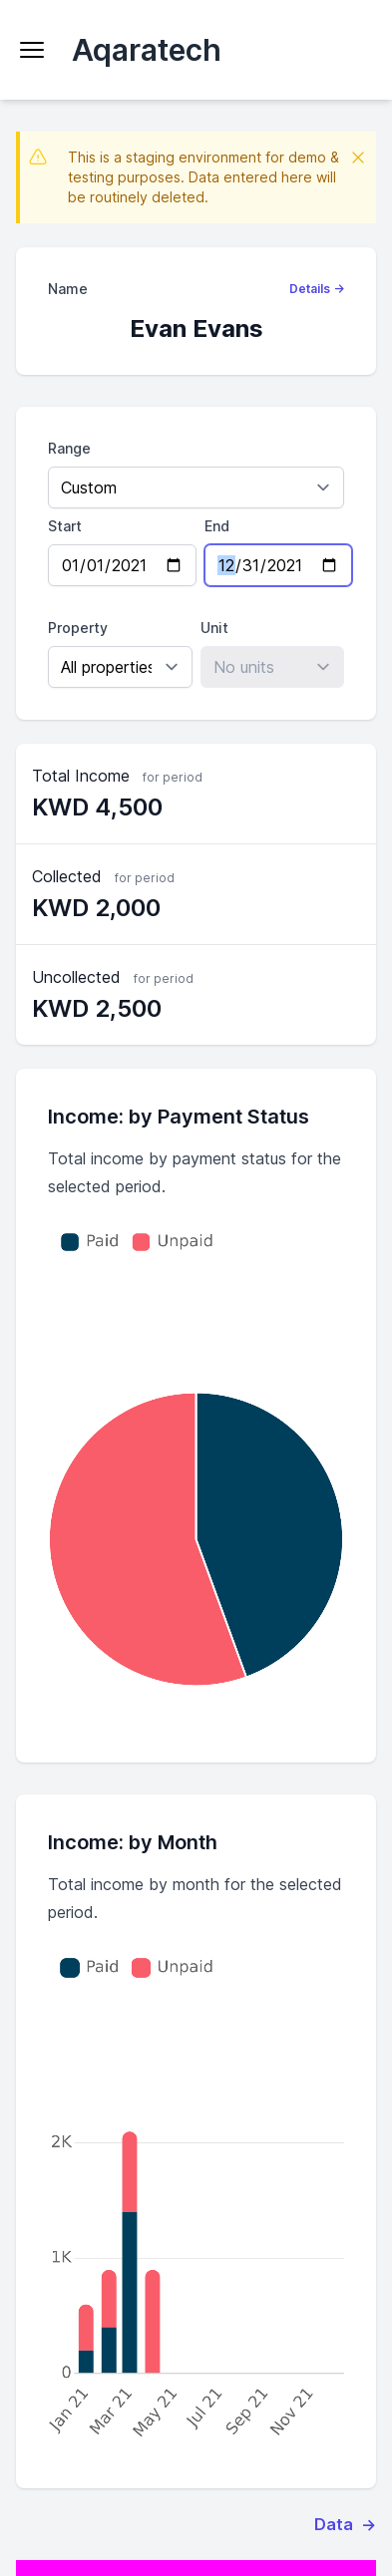 Aqaratech
This is a staging environment for demo &
testing purposes. Data entered here will
be routinely deleted.
Name
Details →
Evan Evans
Range
Custom
Start
End
01/01/2021
12/31/2021
Property
Unit
All properties
No units
Total Income for period
KWD 4,500
Collected for period
KWD 2,000
Uncollected for period
KWD 2,500
Income: by Payment Status
Total income by payment status for the
selected period.
Paid
Unpaid
Income: by Month
Total income by month for the selected
period.
Paid
Unpaid
2K
1K
0
Jan 21
Mar 21
May 21
Jul 21
Sep 21
Nov 21
Data →